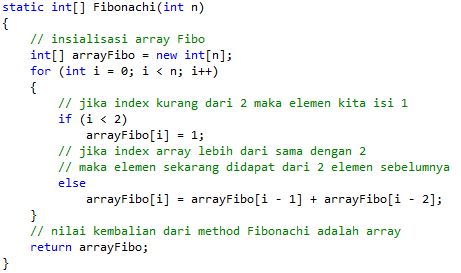 static int[] Fibonachi(int n)
{
    // insialisasi array Fibo
    int[] arrayFibo = new int[n];
    for (int i = 0; i < n; i++)
    {
        // jika index kurang dari 2 maka elemen kita isi 1
        if (i < 2)
            arrayFibo[i] = 1;
        // jika index array lebih dari sama dengan 2
        // maka elemen sekarang didapat dari 2 elemen sebelumnya
        else
            arrayFibo[i] = arrayFibo[i - 1] + arrayFibo[i - 2];
    }
    // nilai kembalian dari method Fibonachi adalah array
    return arrayFibo;
}